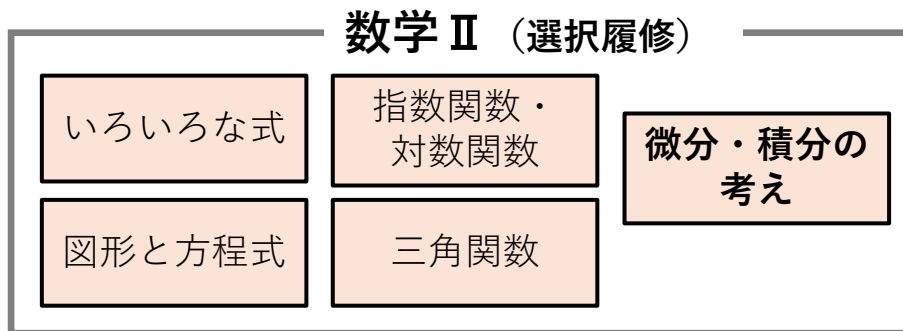 数学Ⅱ（選択履修）
いろいろな式
指数関数・
対数関数
微分・積分の
考え
図形と方程式
三角関数